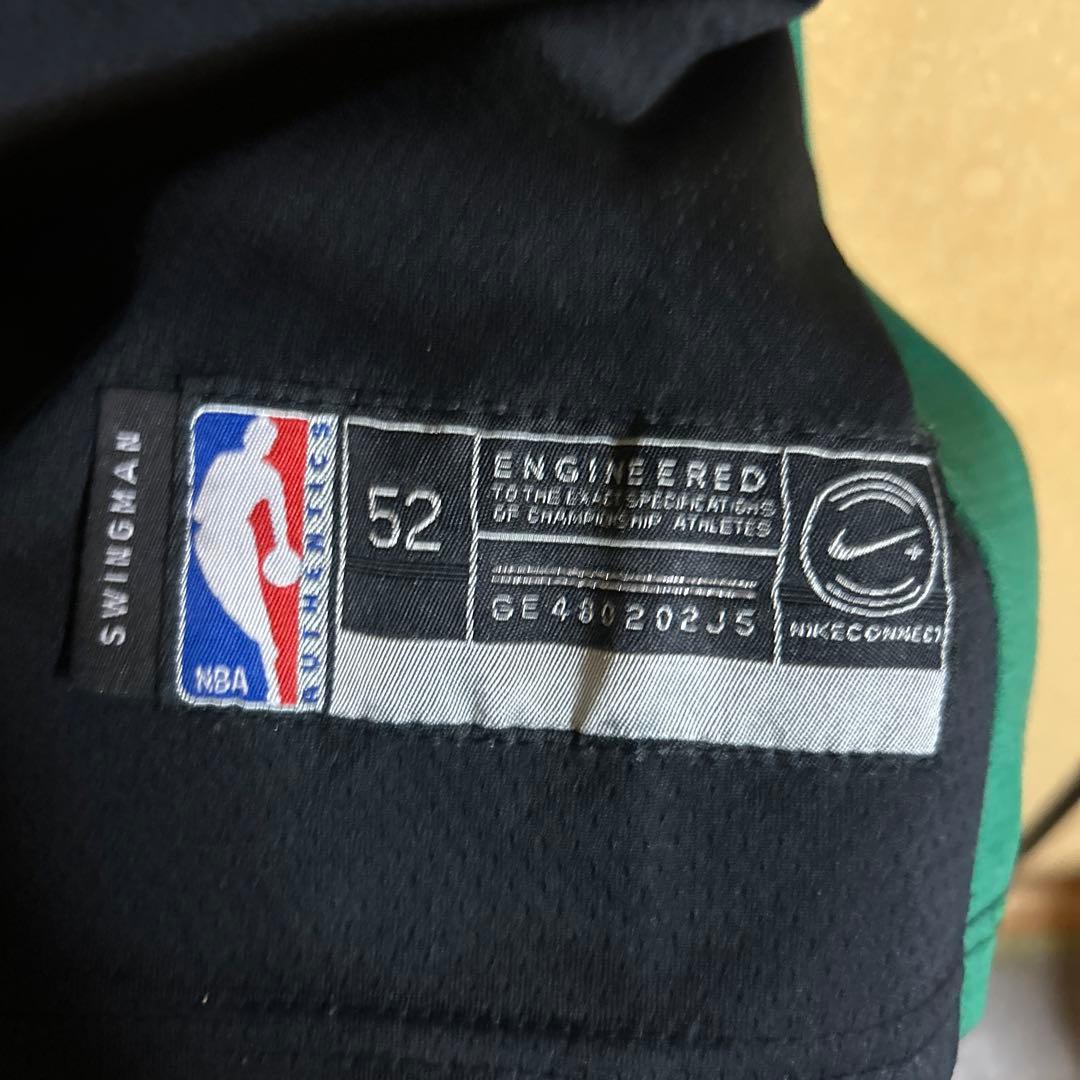 SWINGMAN
NBA
AUTHENTICS
52
ENGINEERED
TO THE EXACT SPECIFICATIONS
OF CHAMPIONSHIP ATHLETES
GE480202J5
NIKECONNECT